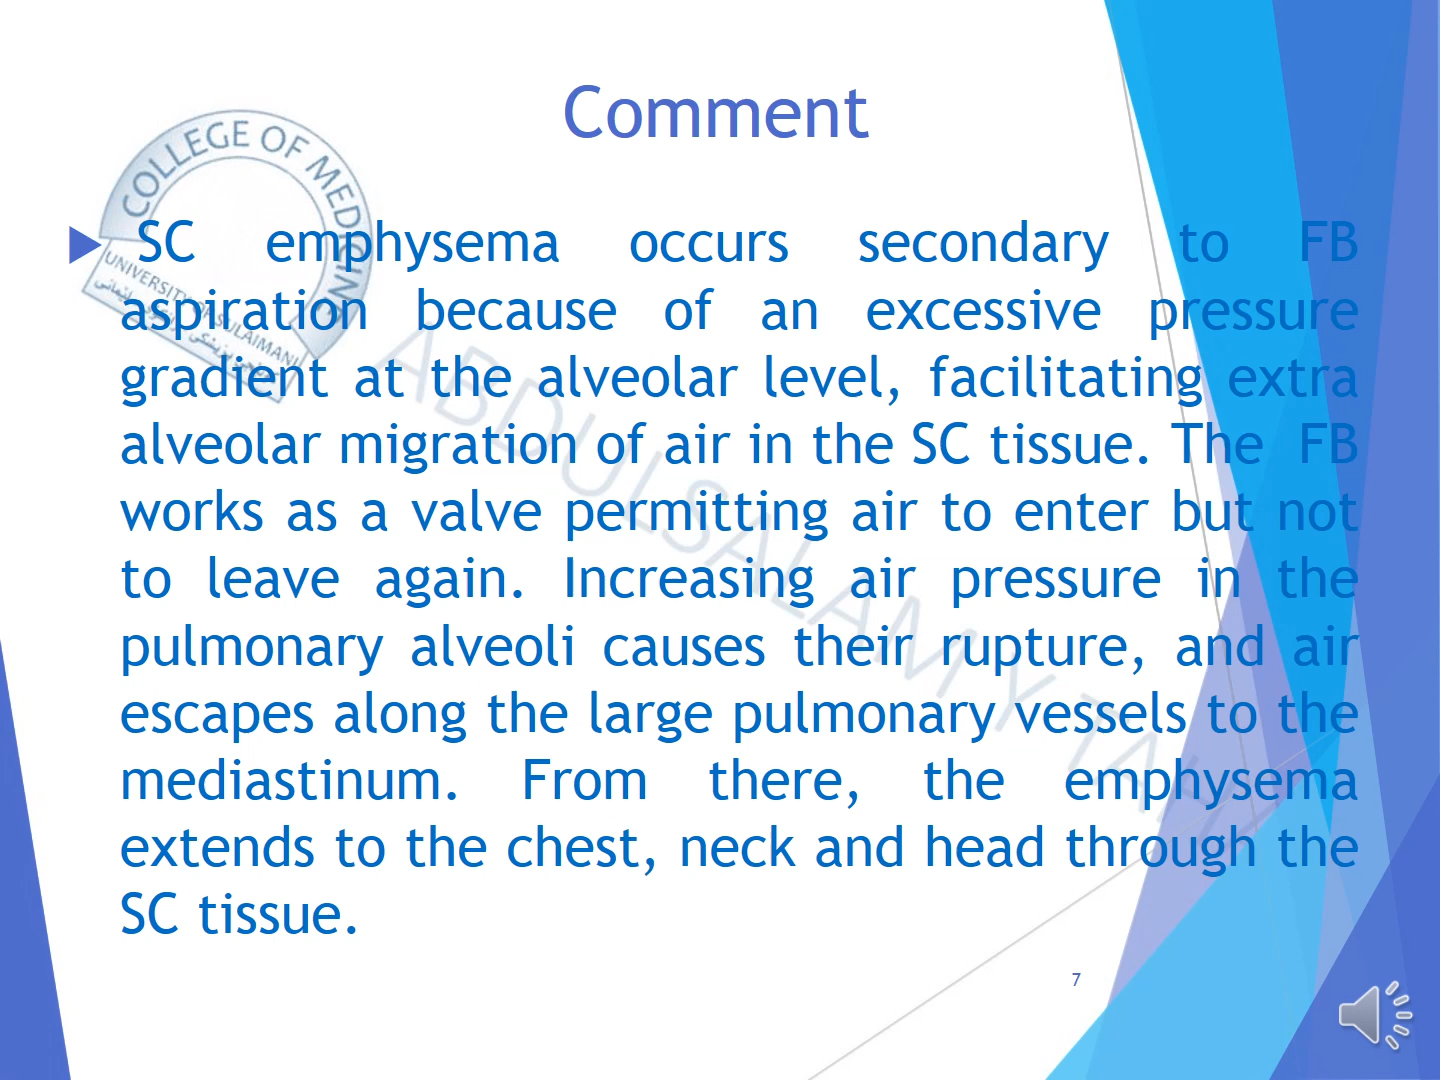 Comment
COLLEGE OF MEDICINE
UNIVERSITY OF SULAIMANI
SC emphysema occurs secondary to FB
aspiration because of an excessive pressure
gradient at the alveolar level, facilitating extra
alveolar migration of air in the SC tissue. The FB
works as a valve permitting air to enter but not
to leave again. Increasing air pressure in the
pulmonary alveoli causes their rupture, and air
escapes along the large pulmonary vessels to the
mediastinum. From there, the emphysema
extends to the chest, neck and head through the
SC tissue.
ABDULSALAM Y TAHA
7